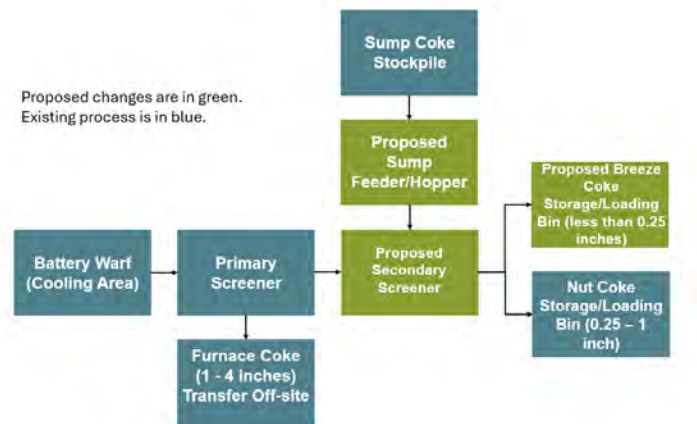 Sump Coke
Stockpile
Proposed changes are in green.
Existing process is in blue.
Proposed
Sump
Feeder/Hopper
Proposed Breeze
Coke
Storage/Loading
Bin (less than 0.25
inches)
Battery Warf
(Cooling Area)
Primary
Screener
Proposed
Secondary
Screener
Nut Coke
Storage/Loading
Bin (0.25 – 1
inch)
Furnace Coke
(1 - 4 inches)
Transfer Off-site